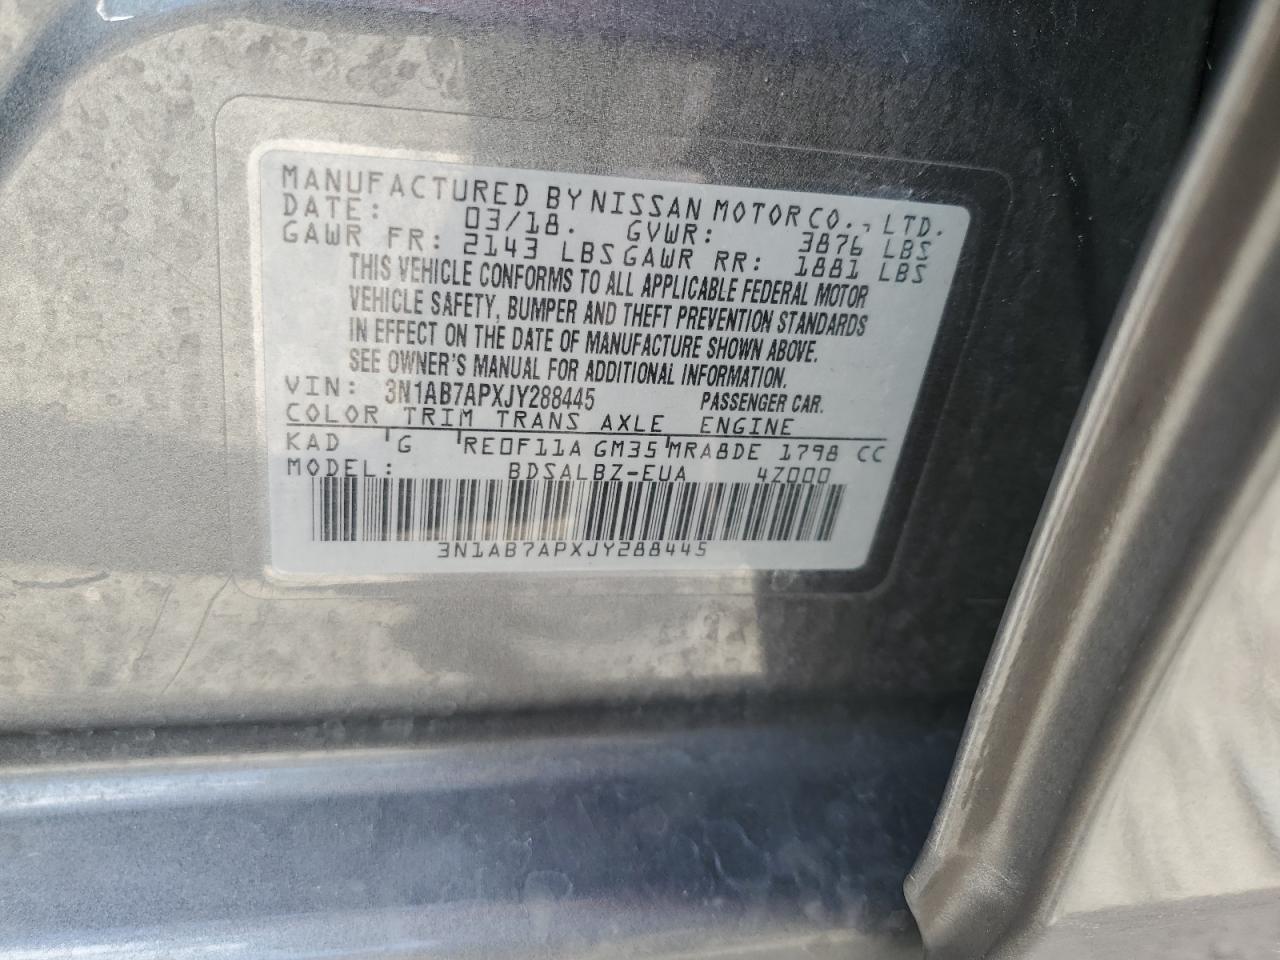 MANUFACTURED BY NISSAN MOTOR CO., LTD.
DATE: 03/18. GVWR: 3876 LBS
GAWR FR: 2143 LBS GAWR RR: 1881 LBS
THIS VEHICLE CONFORMS TO ALL APPLICABLE FEDERAL MOTOR
VEHICLE SAFETY, BUMPER AND THEFT PREVENTION STANDARDS
IN EFFECT ON THE DATE OF MANUFACTURE SHOWN ABOVE.
SEE OWNER'S MANUAL FOR ADDITIONAL INFORMATION.
VIN: 3N1AB7APXJY288445 PASSENGER CAR.
COLOR TRIM TRANS AXLE ENGINE
KAD G RE0F11A GM35 MRA8DE 1798 CC
MODEL: BDSALBZ-EUA 4Z000
3N1AB7APXJY288445